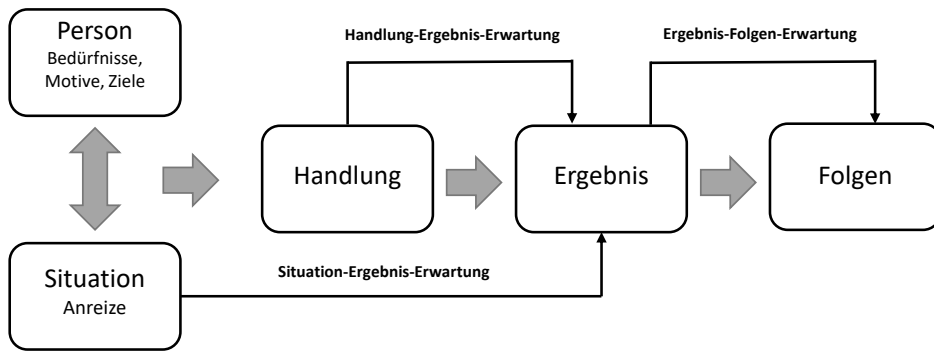 Person
Bedürfnisse,
Motive, Ziele
Handlung-Ergebnis-Erwartung
Ergebnis-Folgen-Erwartung
Handlung
Ergebnis
Folgen
Situation
Anreize
Situation-Ergebnis-Erwartung